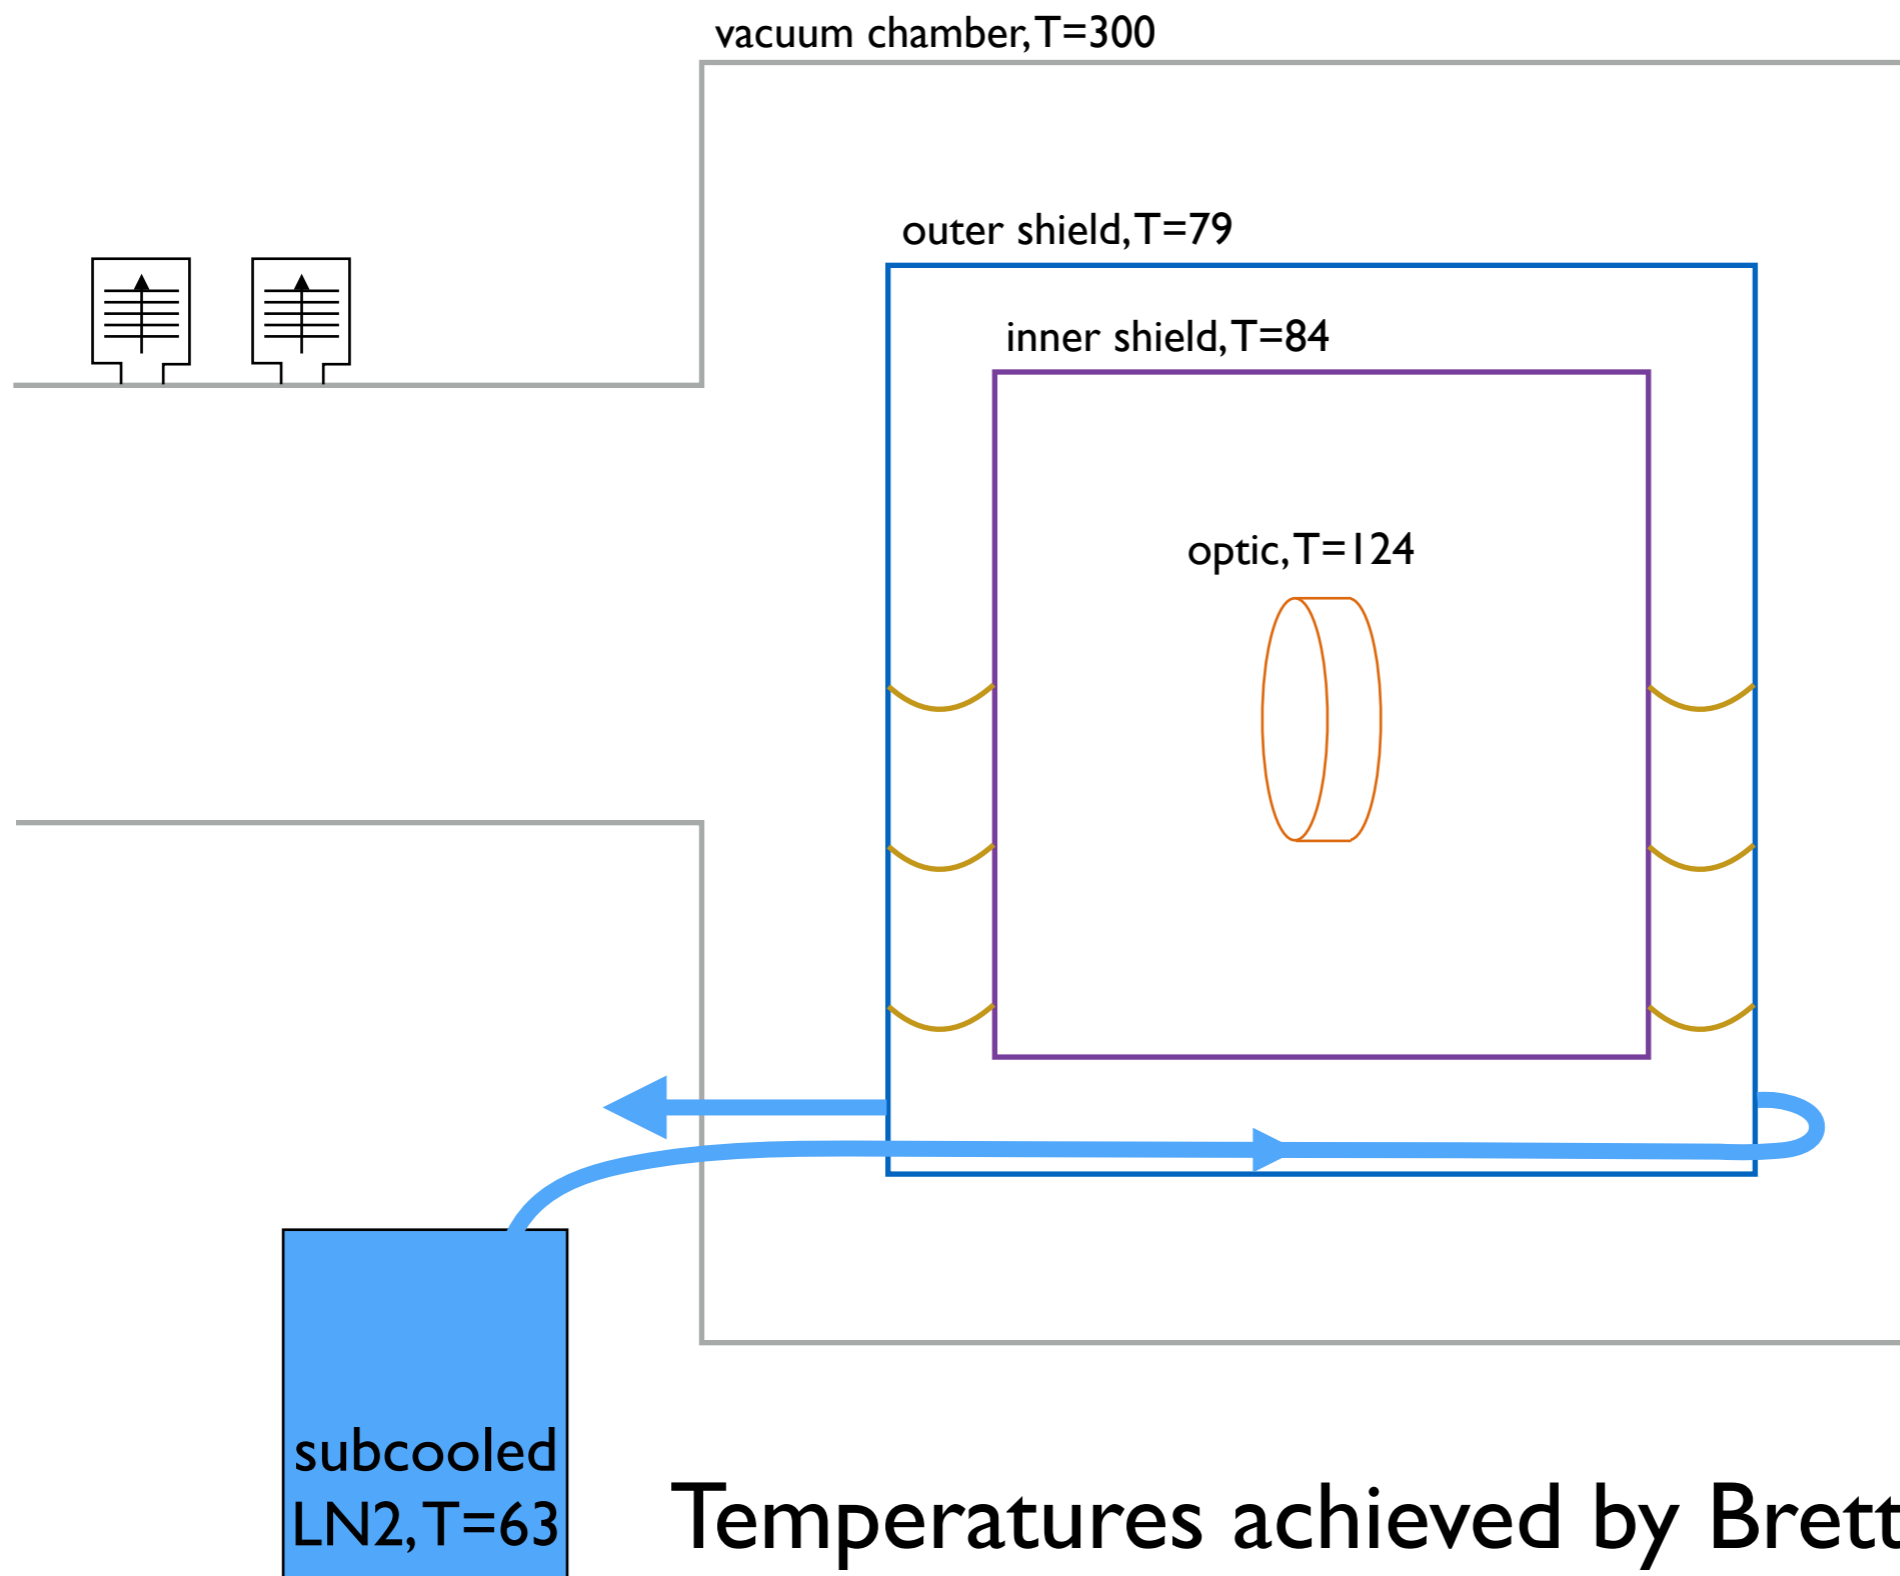 vacuum chamber, T=300
outer shield, T=79
inner shield, T=84
optic, T=124
subcooled
LN2, T=63
Temperatures achieved by Brett